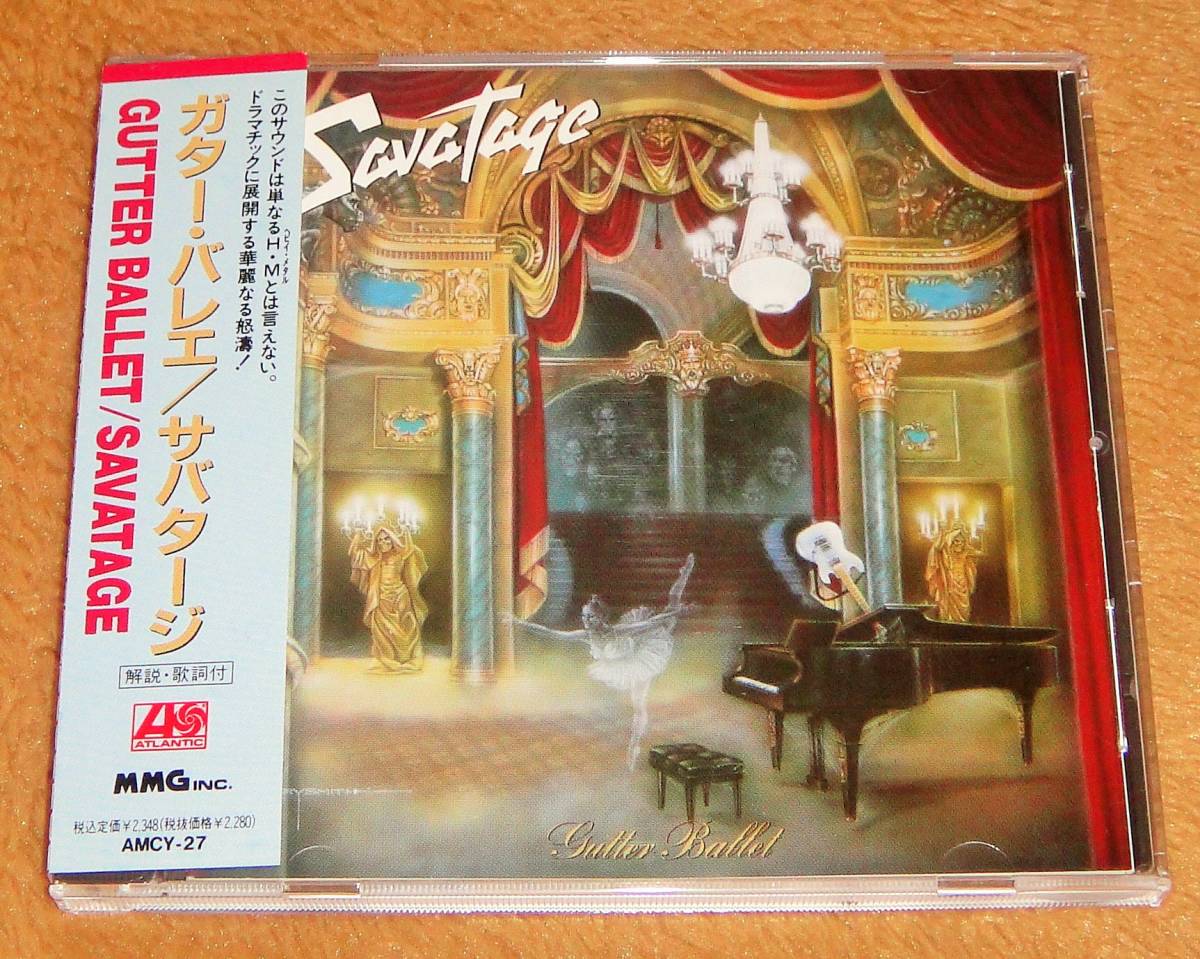 このサウンドは単なるH・Mとは言えない。
ヘビイ・メタル
ドラマチックに展開する華麗なる怒濤!
ガター・バレエ/サバタージ
GUTTER BALLET/SAVATAGE
解説・歌詞付
ATLANTIC
MMG INC.
税込定価¥2,348(税抜価格¥2,280)
AMCY-27
Savatage
Gutter Ballet